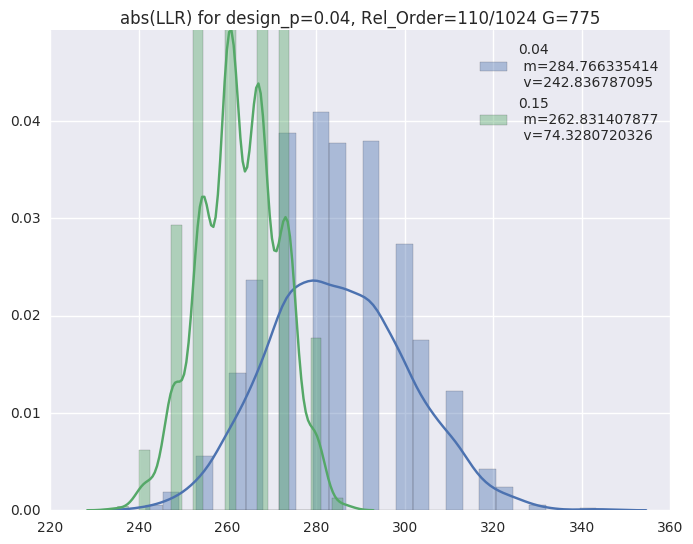 abs(LLR) for design_p=0.04, Rel_Order=110/1024 G=775
0.04
m=284.766335414
v=242.836787095
0.15
m=262.831407877
v=74.3280720326
0.04
0.03
0.02
0.01
0.00
220 240 260 280 300 320 340 360